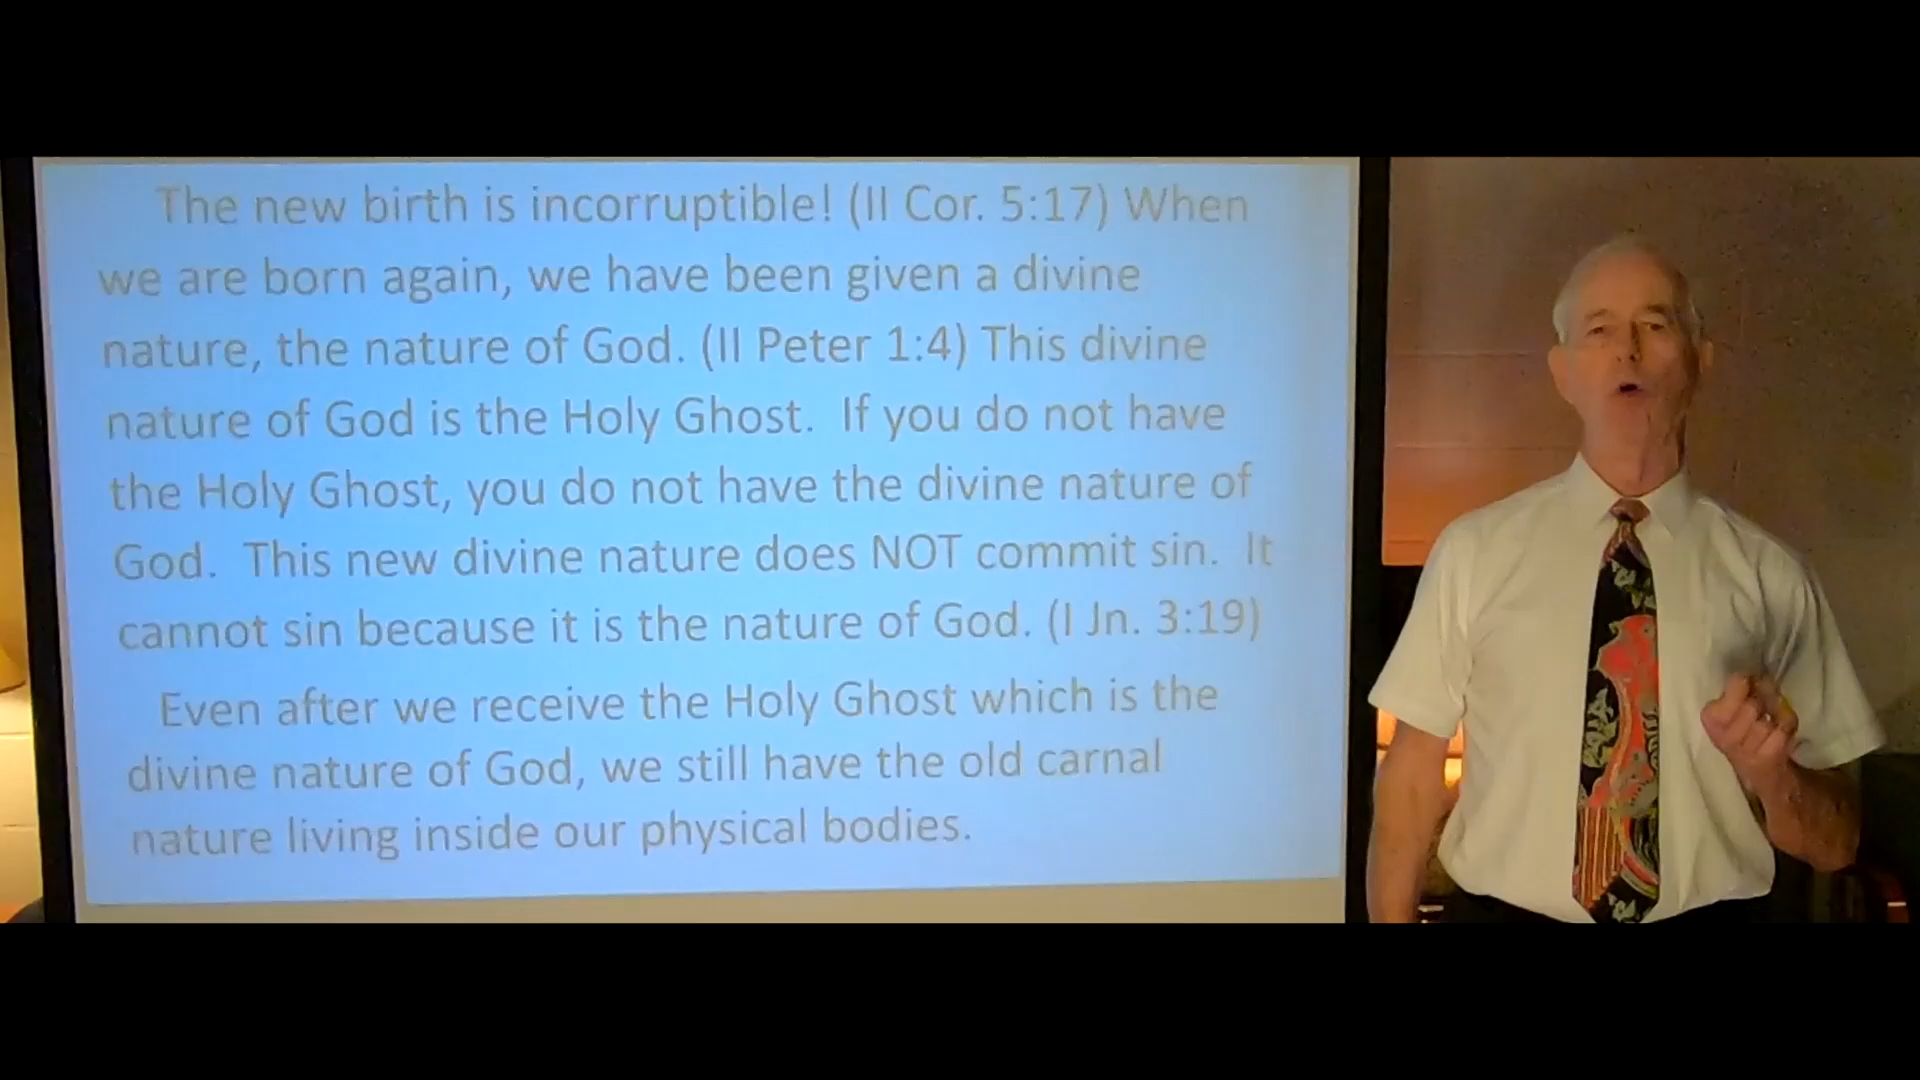 The new birth is incorruptible! (II Cor. 5:17) When
we are born again, we have been given a divine
nature, the nature of God. (II Peter 1:4) This divine
nature of God is the Holy Ghost. If you do not have
the Holy Ghost, you do not have the divine nature of
God. This new divine nature does NOT commit sin. It
cannot sin because it is the nature of God. (I Jn. 3:19)
Even after we receive the Holy Ghost which is the
divine nature of God, we still have the old carnal
nature living inside our physical bodies.